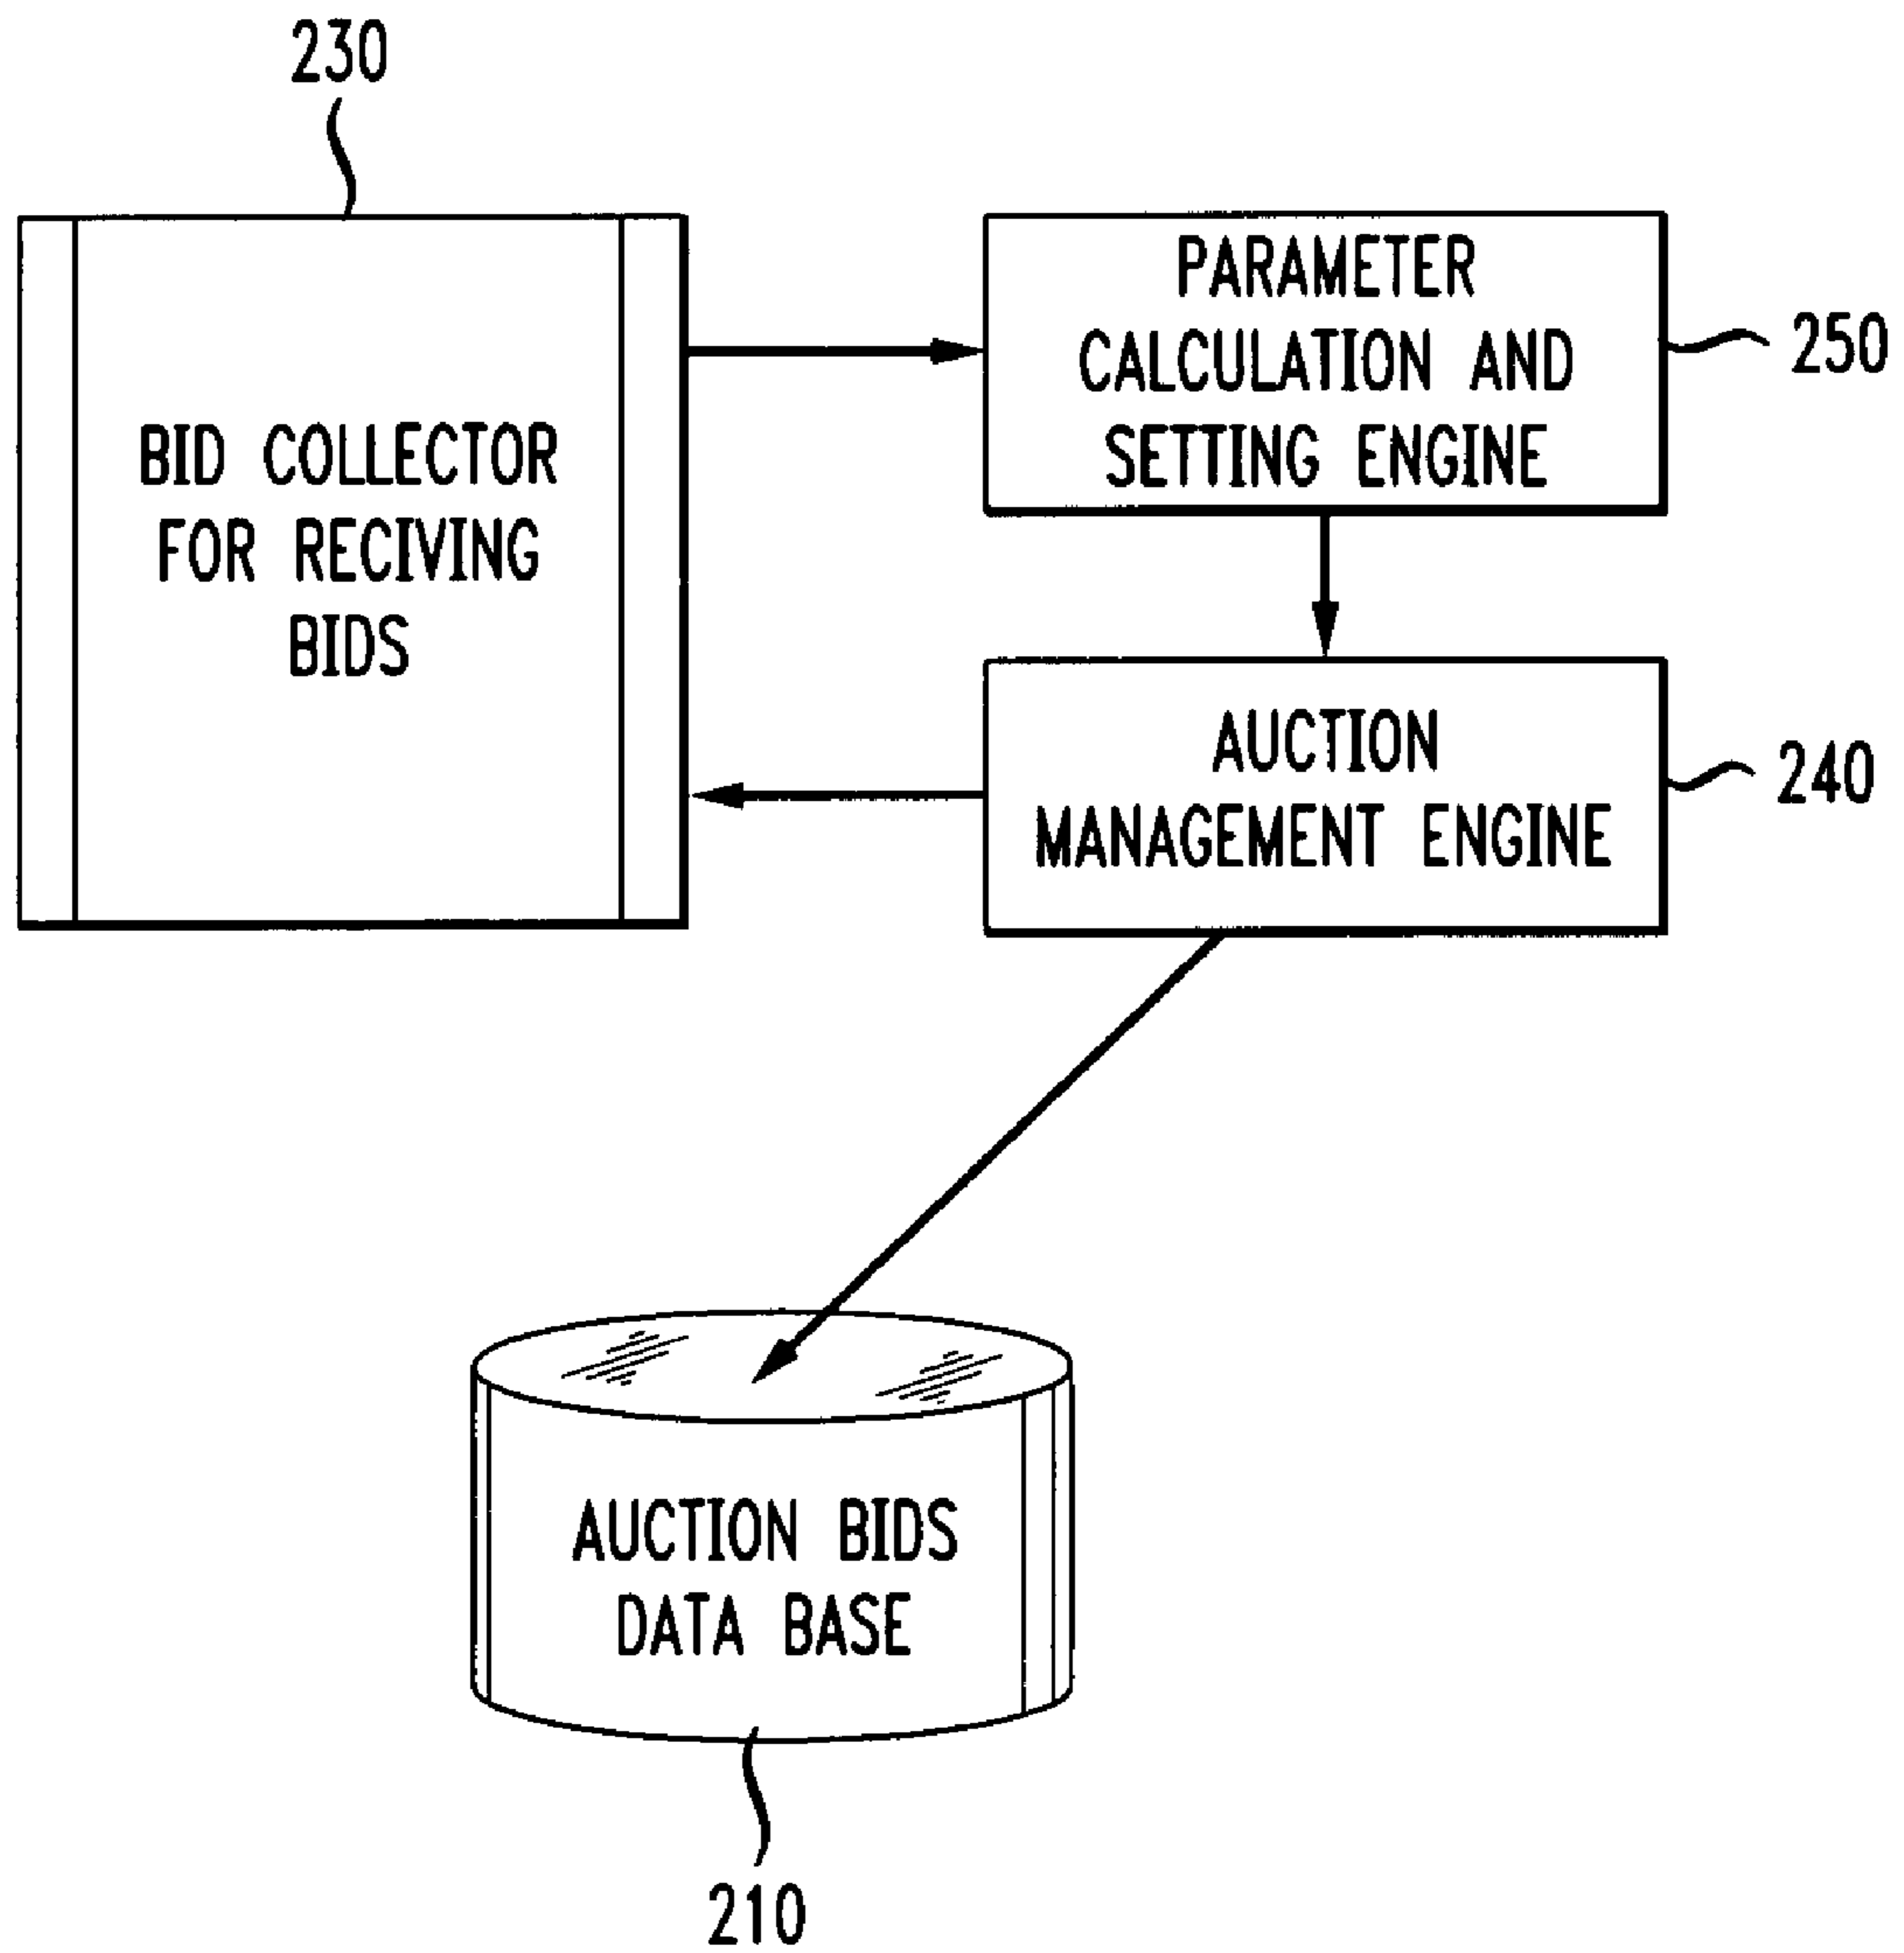 230
BID COLLECTOR
FOR RECIVING
BIDS
PARAMETER
CALCULATION AND
SETTING ENGINE
250
AUCTION
MANAGEMENT ENGINE
240
AUCTION BIDS
DATA BASE
210